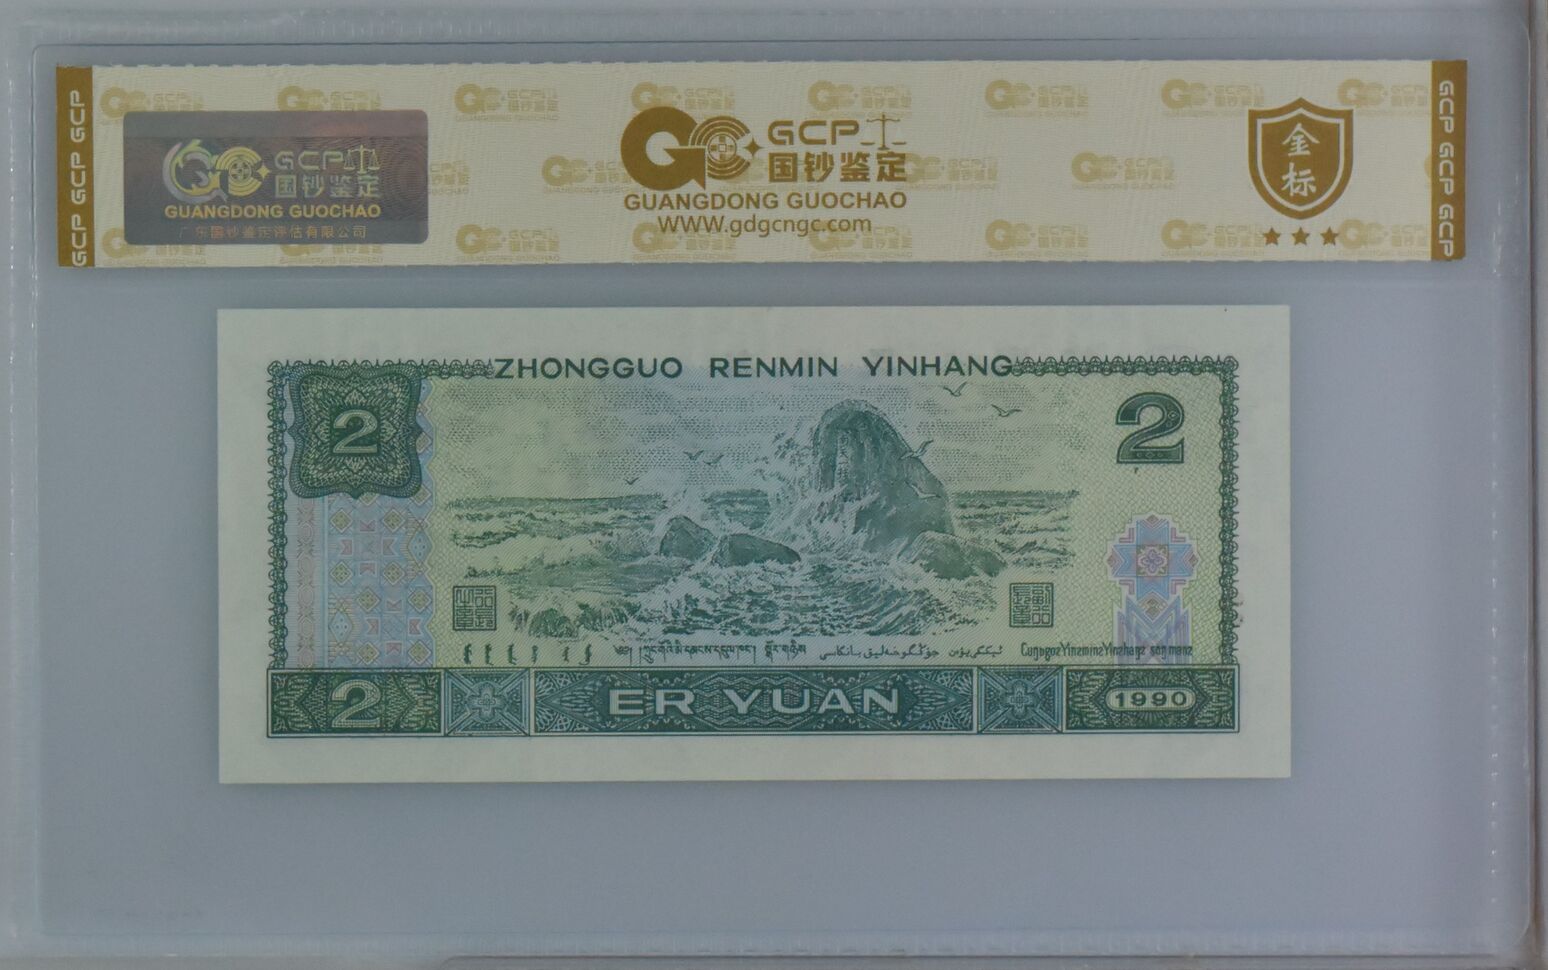 GCP GCP GCP
GCP
国钞鉴定
GUANGDONG GUOCHAO
广东国钞鉴定评估有限公司
GCP
国钞鉴定
GUANGDONG GUOCHAO
WWW.gdgcngc.com
金标
GCP GCP GCP
ZHONGGUO RENMIN YINHANG
2
2
2 ER YUAN 1990